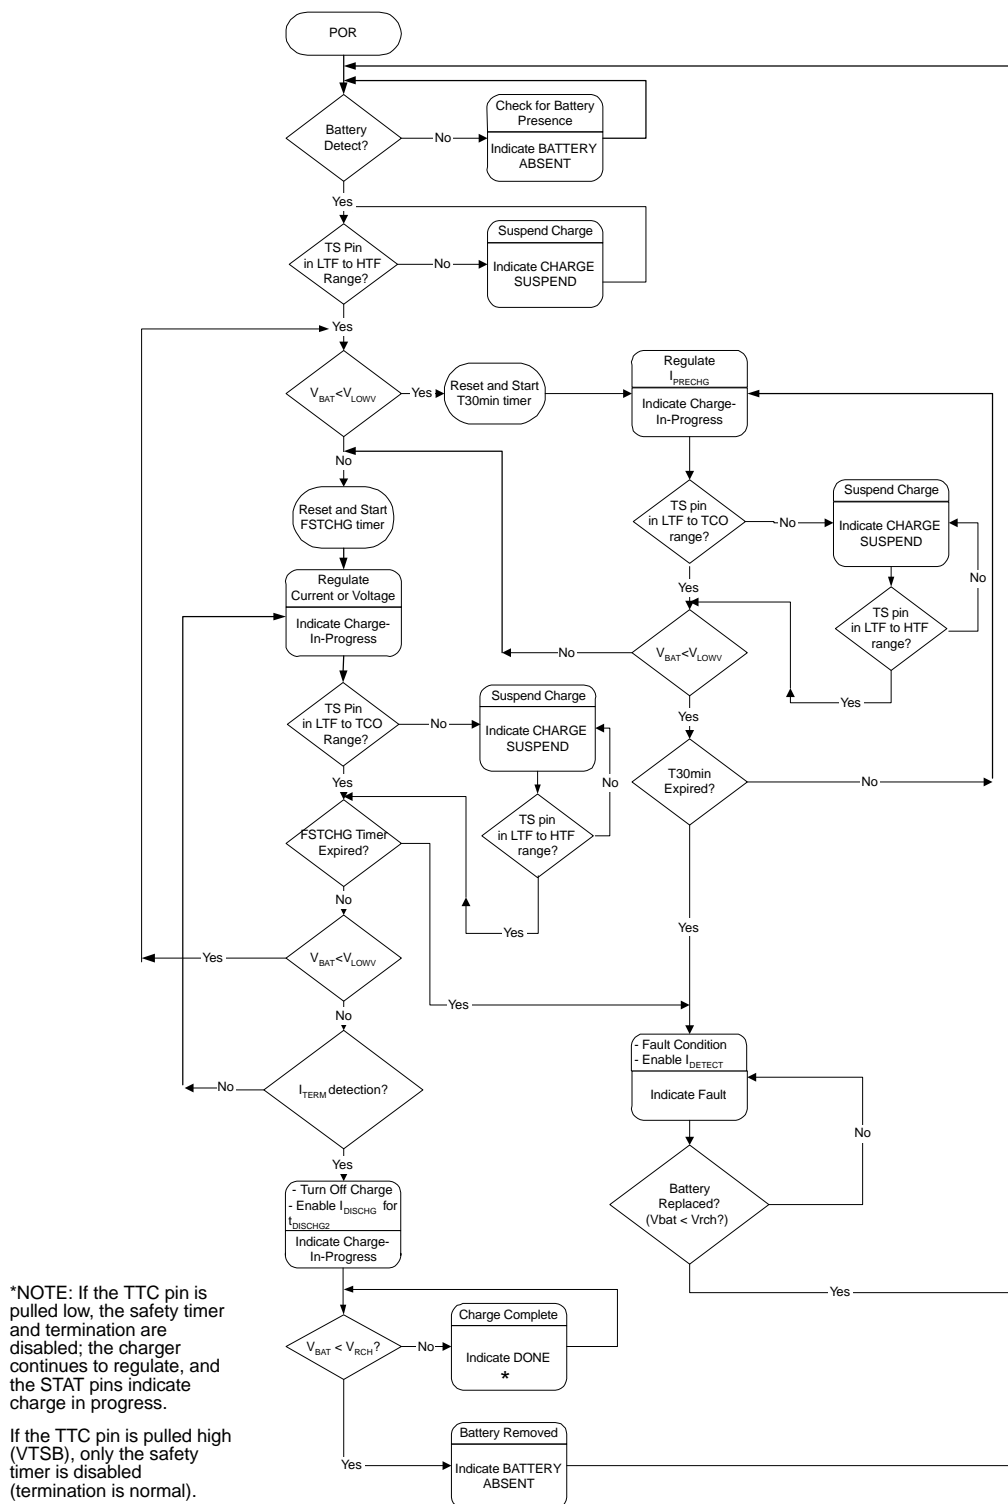 POR
Battery
Detect?
No
Check for Battery
Presence
Indicate BATTERY
ABSENT
Yes
TS Pin
in LTF to HTF
Range?
No
Suspend Charge
Indicate CHARGE
SUSPEND
Yes
VBAT<VLOWV
Yes
Reset and Start
T30min timer
Regulate
IPRECHG
Indicate Charge-
In-Progress
No
Reset and Start
FSTCHG timer
TS pin
in LTF to TCO
range?
No
Suspend Charge
Indicate CHARGE
SUSPEND
No
TS pin
in LTF to HTF
range?
Yes
Yes
Regulate
Current or Voltage
Indicate Charge-
In-Progress
VBAT<VLOWV
No
Yes
TS Pin
in LTF to TCO
Range?
No
Suspend Charge
Indicate CHARGE
SUSPEND
No
TS pin
in LTF to HTF
range?
Yes
Yes
T30min
Expired?
No
Yes
FSTCHG Timer
Expired?
No
Yes
VBAT<VLOWV
Yes
No
- Fault Condition
- Enable IDETECT
Indicate Fault
No
ITERM detection?
No
Yes
Battery
Replaced?
(Vbat < Vrch?)
Yes
- Turn Off Charge
- Enable IDISCHG for
tDISCHG2
Indicate Charge-
In-Progress
VBAT < VRCH?
No
Charge Complete
Indicate DONE
*
Yes
Battery Removed
Indicate BATTERY
ABSENT
*NOTE: If the TTC pin is
pulled low, the safety timer
and termination are
disabled; the charger
continues to regulate, and
the STAT pins indicate
charge in progress.
If the TTC pin is pulled high
(VTSB), only the safety
timer is disabled
(termination is normal).